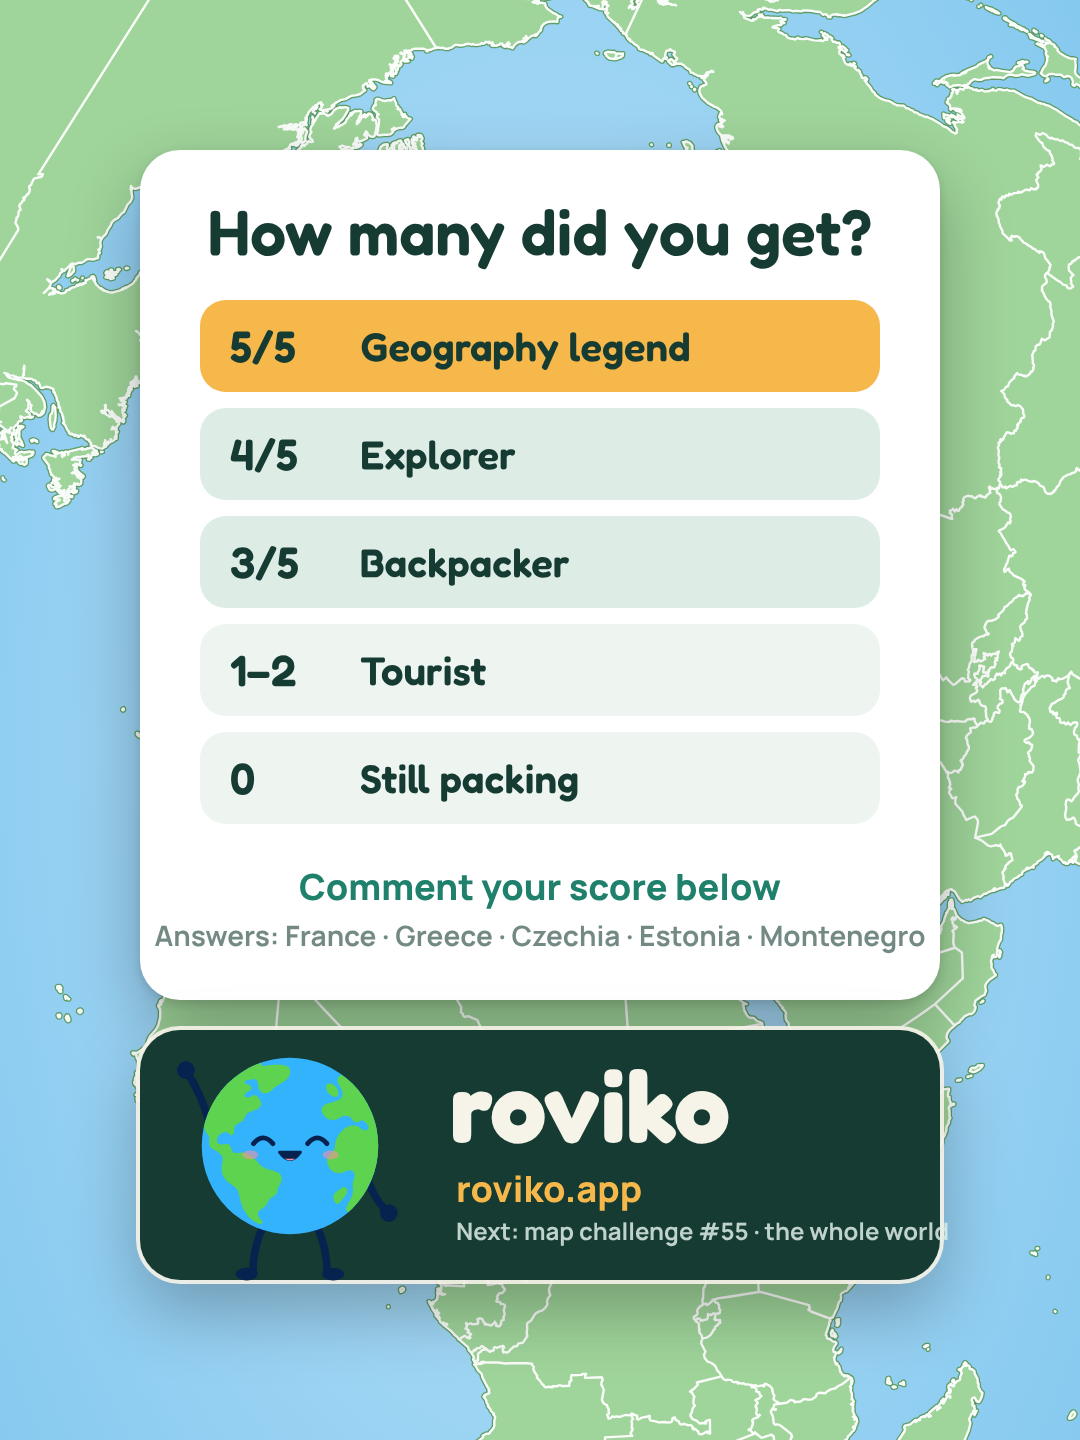 How many did you get?
5/5 Geography legend
4/5 Explorer
3/5 Backpacker
1–2 Tourist
0 Still packing
Comment your score below
Answers: France · Greece · Czechia · Estonia · Montenegro
roviko
roviko.app
Next: map challenge #55 · the whole world